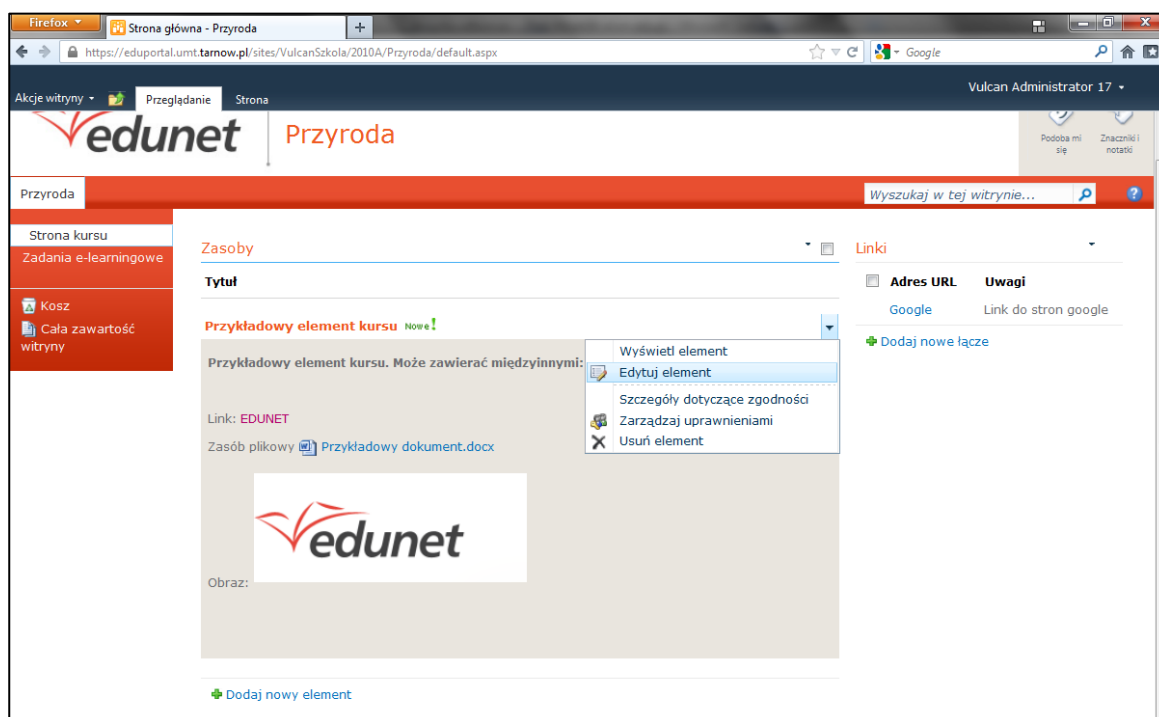 Firefox
Strona główna - Przyroda
https://eduportal.umt.tarnow.pl/sites/VulcanSzkola/2010A/Przyroda/default.aspx
Google
Akcje witryny
Przeglądanie
Strona
Vulcan Administrator 17
edunet
Przyroda
Podoba mi się
Znaczniki i notatki
Przyroda
Wyszukaj w tej witrynie...
Strona kursu
Zadania e-learningowe
Kosz
Cała zawartość
witryny
Zasoby
Tytuł
Przykładowy element kursu Nowe!
Przykładowy element kursu. Może zawierać międzyinnymi:
Link: EDUNET
Zasób plikowy Przykładowy dokument.docx
edunet
Obraz:
Dodaj nowy element
Wyświetl element
Edytuj element
Szczegóły dotyczące zgodności
Zarządzaj uprawnieniami
Usuń element
Linki
Adres URL Uwagi
Google Link do stron google
Dodaj nowe łącze